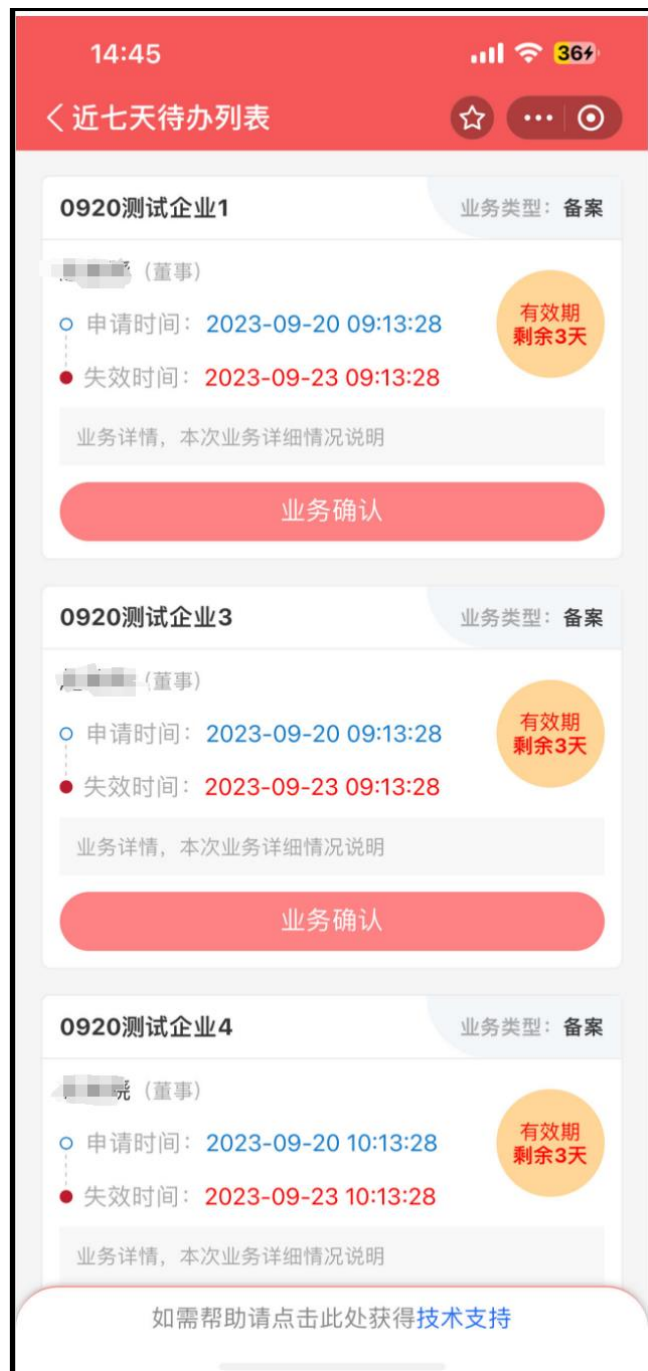 14:45
36
近七天待办列表
0920测试企业1
业务类型：备案
（董事）
有效期
剩余3天
申请时间：2023-09-20 09:13:28
失效时间：2023-09-23 09:13:28
业务详情，本次业务详细情况说明
业务确认
0920测试企业3
业务类型：备案
（董事）
有效期
剩余3天
申请时间：2023-09-20 09:13:28
失效时间：2023-09-23 09:13:28
业务详情，本次业务详细情况说明
业务确认
0920测试企业4
业务类型：备案
（董事）
有效期
剩余3天
申请时间：2023-09-20 10:13:28
失效时间：2023-09-23 10:13:28
业务详情，本次业务详细情况说明
如需帮助请点击此处获得技术支持